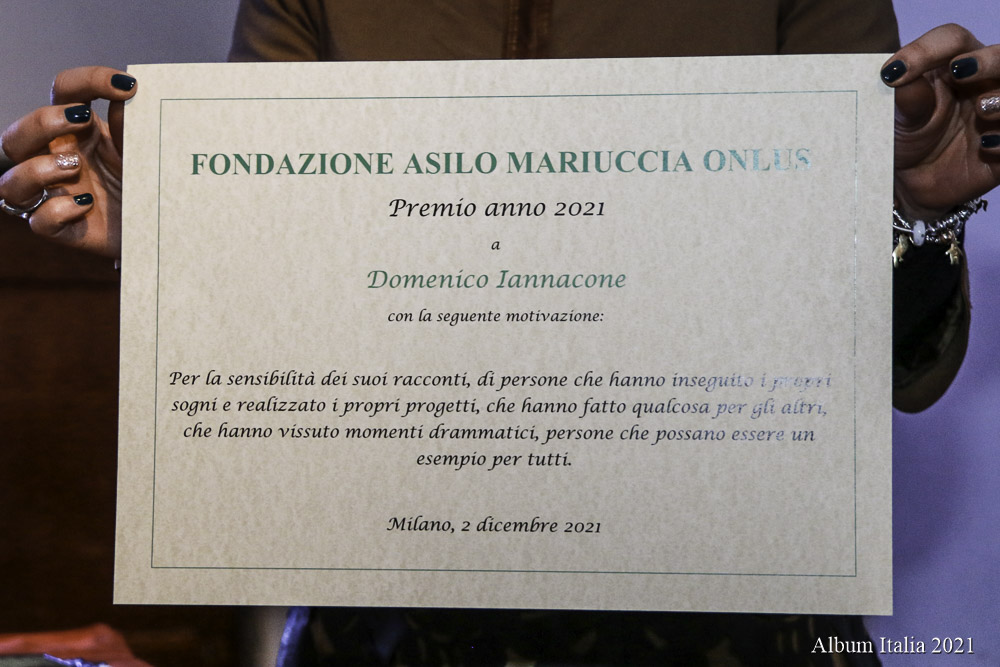 FONDAZIONE ASILO MARIUCCIA ONLUS
Premio anno 2021
a
Domenico Iannacone
con la seguente motivazione:
Per la sensibilità dei suoi racconti, di persone che hanno inseguito i propri
sogni e realizzato i propri progetti, che hanno fatto qualcosa per gli altri,
che hanno vissuto momenti drammatici, persone che possano essere un
esempio per tutti.
Milano, 2 dicembre 2021
Album Italia 2021